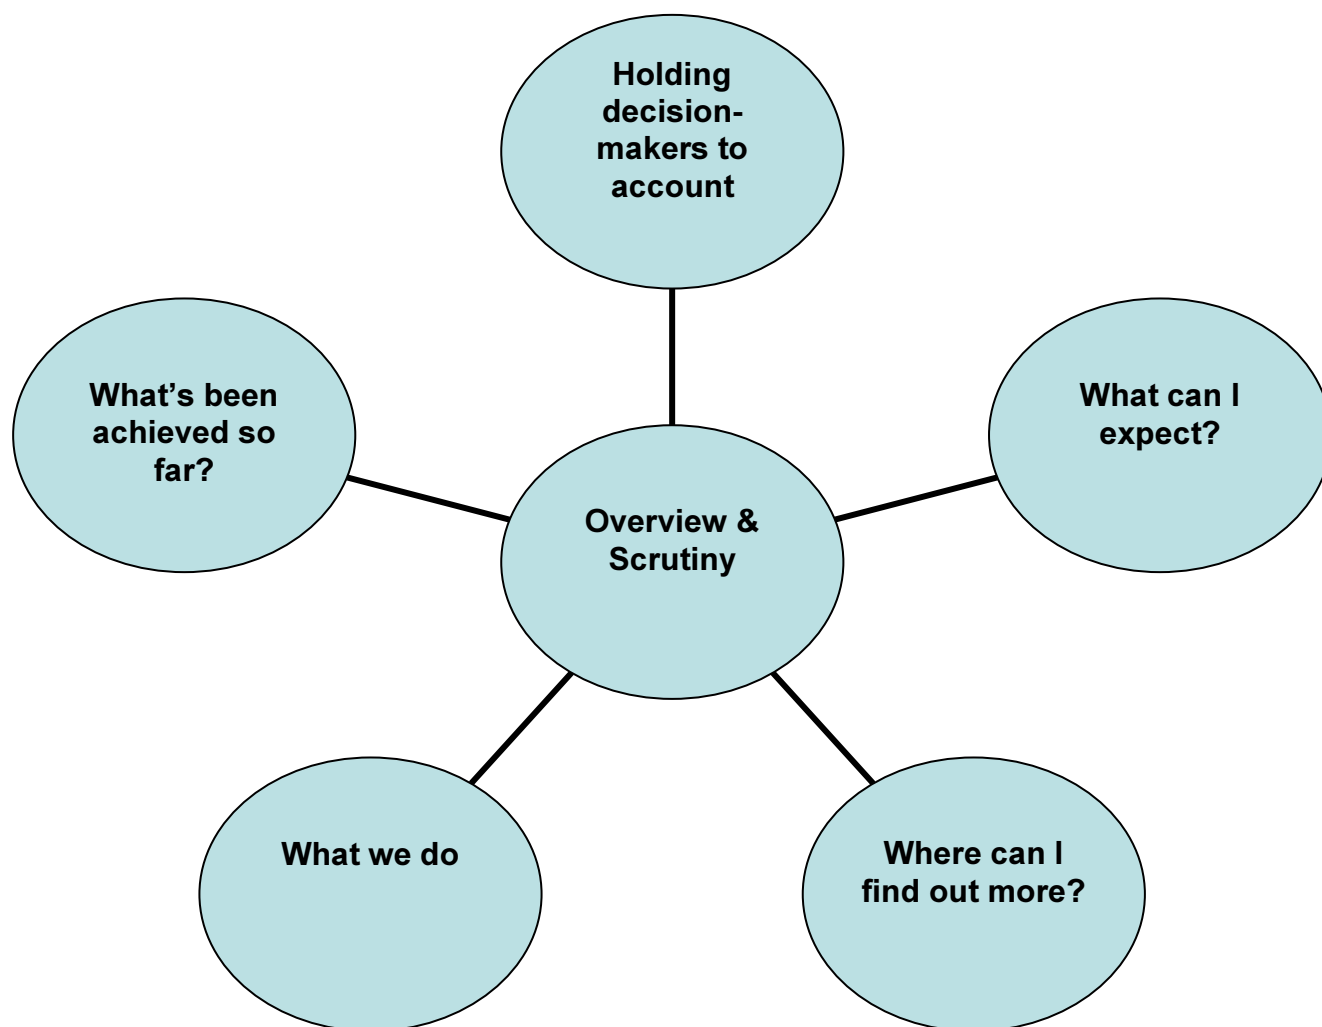 Holding
decision-
makers to
account
What’s been
achieved so
far?
What can I
expect?
Overview &
Scrutiny
What we do
Where can I
find out more?